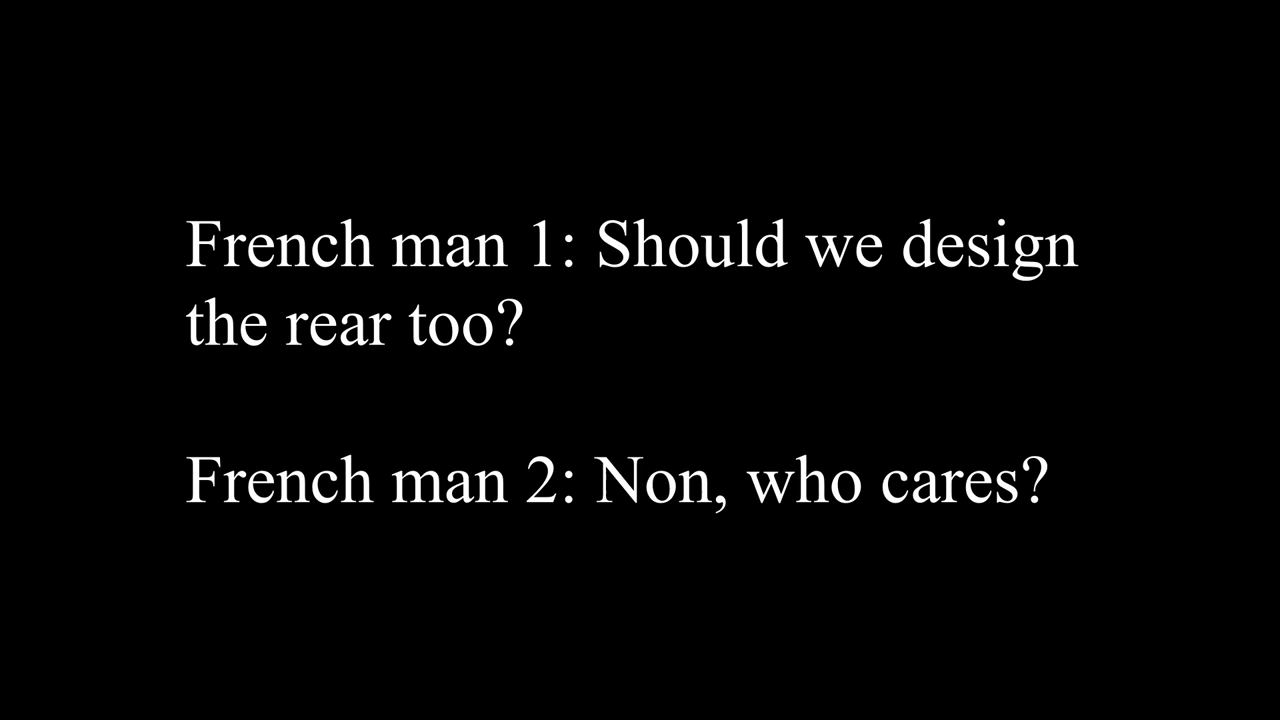 French man 1: Should we design
the rear too?
French man 2: Non, who cares?